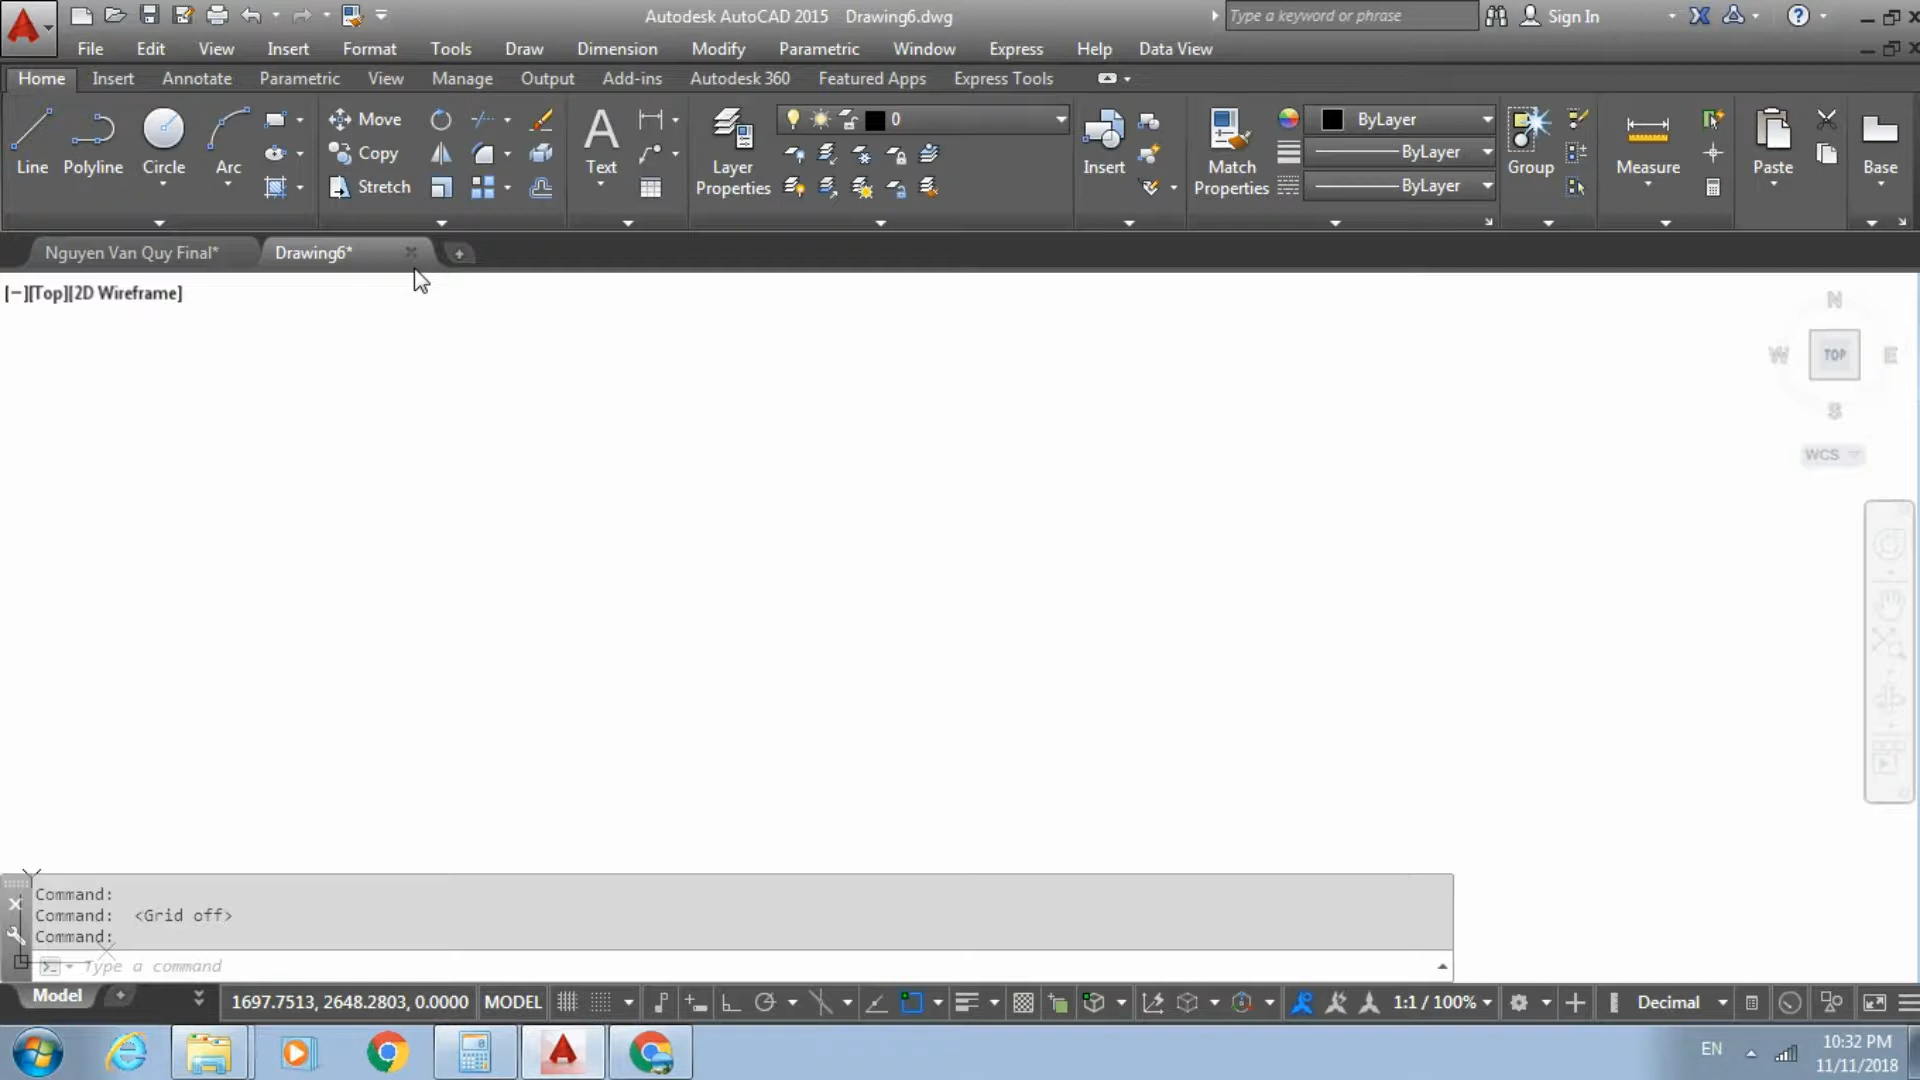 Autodesk AutoCAD 2015 Drawing6.dwg
Type a keyword or phrase
Sign In
File Edit View Insert Format Tools Draw Dimension Modify Parametric Window Express Help Data View
Home Insert Annotate Parametric View Manage Output Add-ins Autodesk 360 Featured Apps Express Tools
Line Polyline Circle Arc
Move
Copy
Stretch
Text
Layer
Properties
0
Insert
Match
Properties
ByLayer
ByLayer
ByLayer
Group
Measure
Paste
Base
Nguyen Van Quy Final*
Drawing6*
[−][Top][2D Wireframe]
N
W TOP E
S
WCS
Command:
Command: <Grid off>
Command:
Type a command
Model
1697.7513, 2648.2803, 0.0000 MODEL
1:1 / 100%
Decimal
EN
10:32 PM
11/11/2018